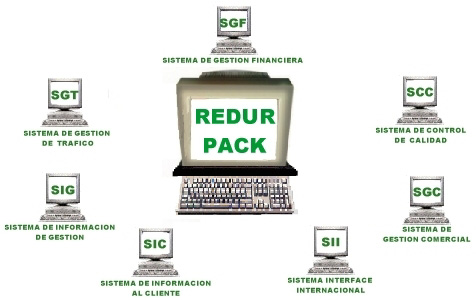 SGF
SISTEMA DE GESTION FINANCIERA
SGT
SISTEMA DE GESTION
DE TRAFICO
REDUR
PACK
SCC
SISTEMA DE CONTROL
DE CALIDAD
SIG
SISTEMA DE INFORMACION
DE GESTION
SGC
SISTEMA DE
GESTION COMERCIAL
SIC
SISTEMA DE INFORMACION
AL CLIENTE
SII
SISTEMA INTERFACE
INTERNACIONAL